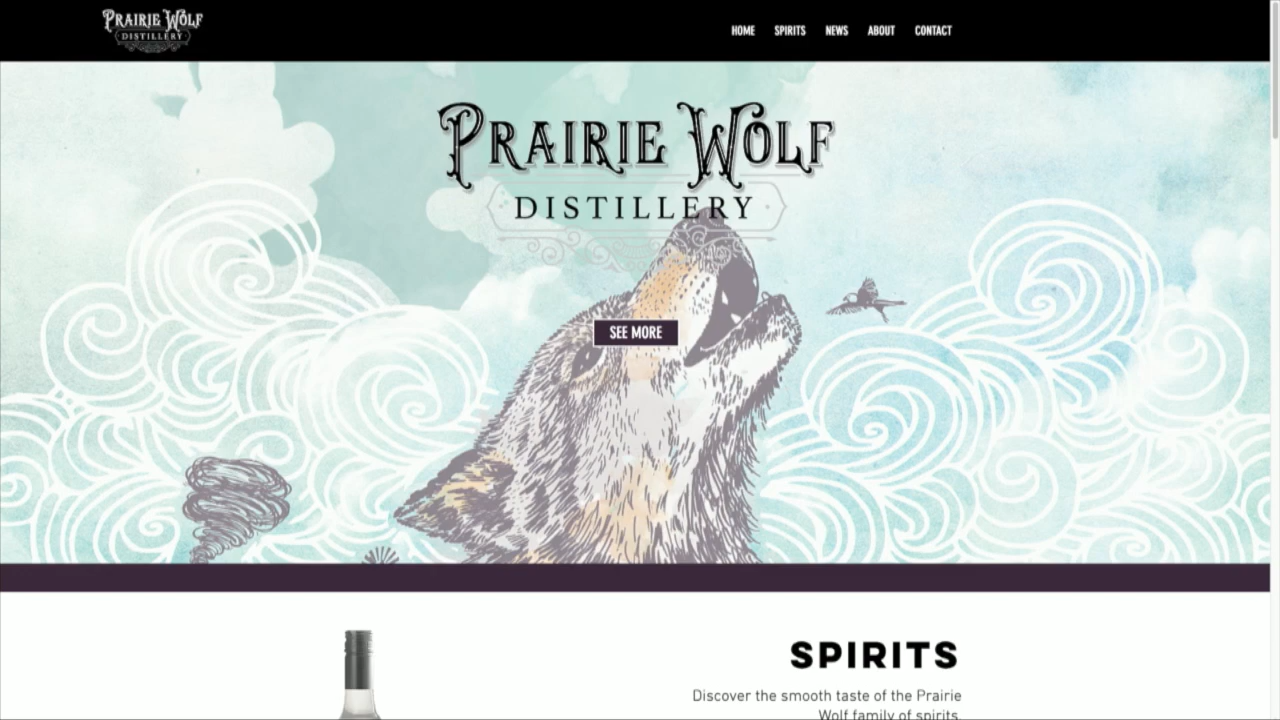 PRAIRIE WOLF
DISTILLERY
HOME SPIRITS NEWS ABOUT CONTACT
PRAIRIE WOLF
DISTILLERY
SEE MORE
SPIRITS
Discover the smooth taste of the Prairie
Wolf family of spirits.